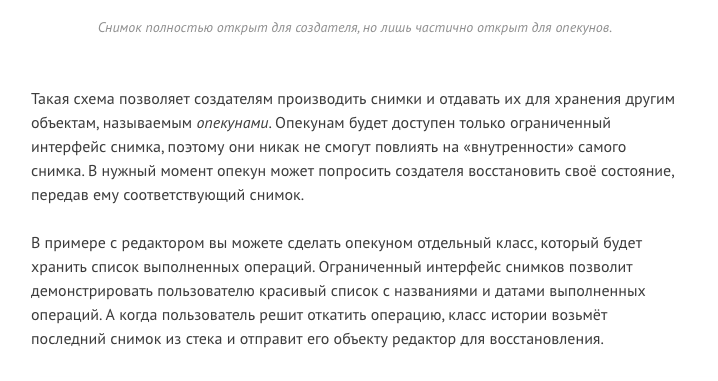 Снимок полностью открыт для создателя, но лишь частично открыт для опекунов.
Такая схема позволяет создателям производить снимки и отдавать их для хранения другим
объектам, называемым опекунами. Опекунам будет доступен только ограниченный
интерфейс снимка, поэтому они никак не смогут повлиять на «внутренности» самого
снимка. В нужный момент опекун может попросить создателя восстановить своё состояние,
передав ему соответствующий снимок.
В примере с редактором вы можете сделать опекуном отдельный класс, который будет
хранить список выполненных операций. Ограниченный интерфейс снимков позволит
демонстрировать пользователю красивый список с названиями и датами выполненных
операций. А когда пользователь решит откатить операцию, класс истории возьмёт
последний снимок из стека и отправит его объекту редактор для восстановления.